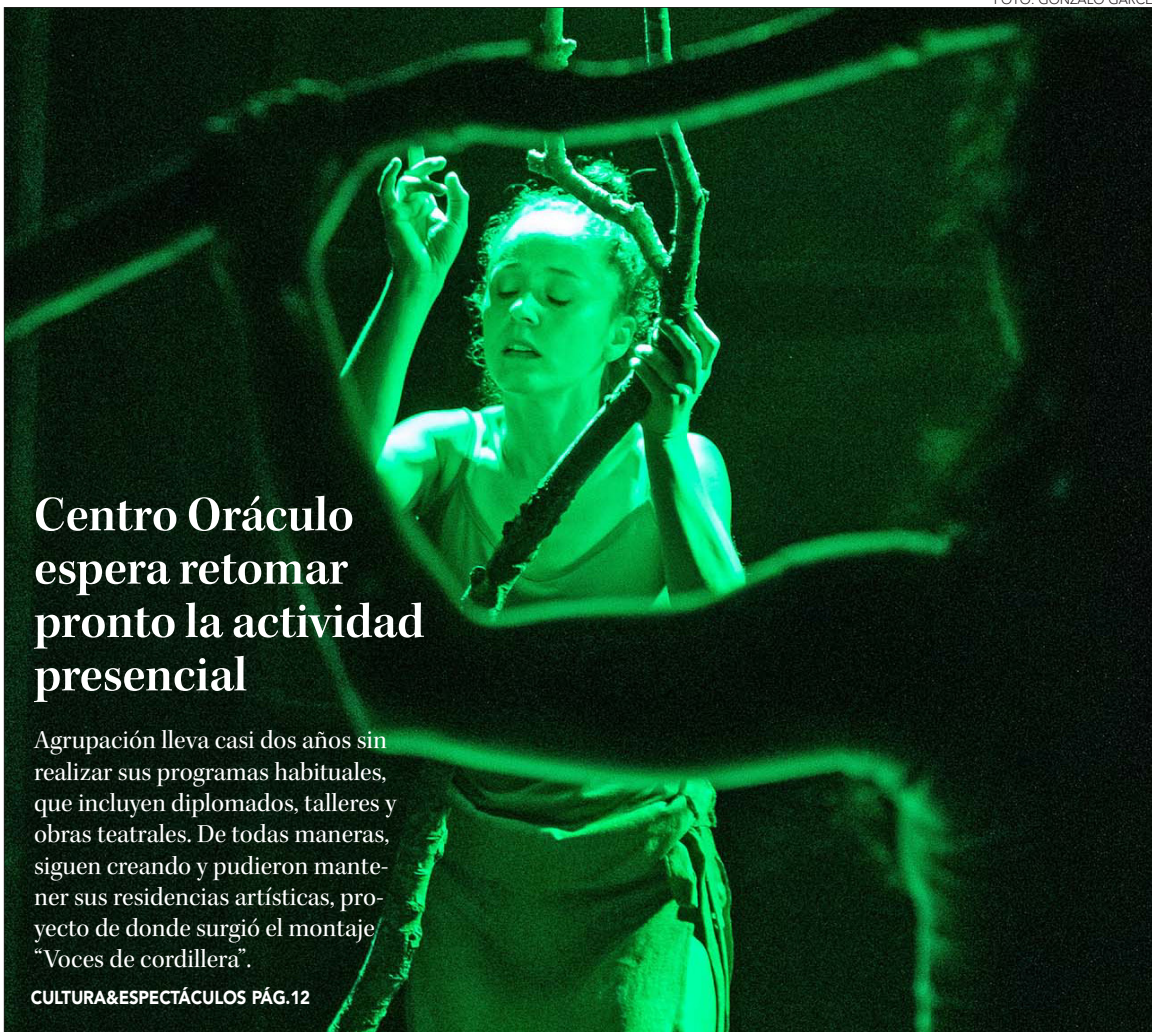 FOTO: GONZALO GARCE
Centro Oráculo
espera retomar
pronto la actividad
presencial
Agrupación lleva casi dos años sin
realizar sus programas habituales,
que incluyen diplomados, talleres y
obras teatrales. De todas maneras,
siguen creando y pudieron mante-
ner sus residencias artísticas, pro-
yecto de donde surgió el montaje
“Voces de cordillera”.
CULTURA&ESPECTÁCULOS PÁG.12